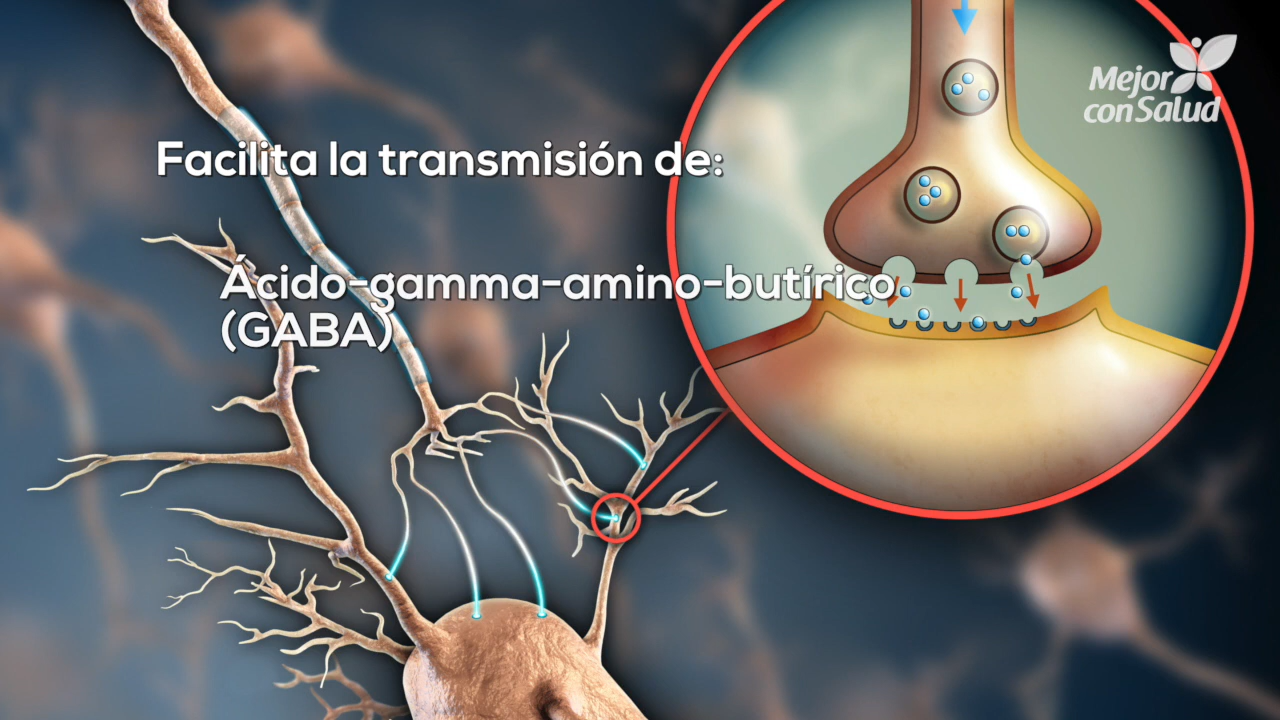 Mejor
con Salud
Facilita la transmisión de:
Ácido-gamma-amino-butírico
(GABA)